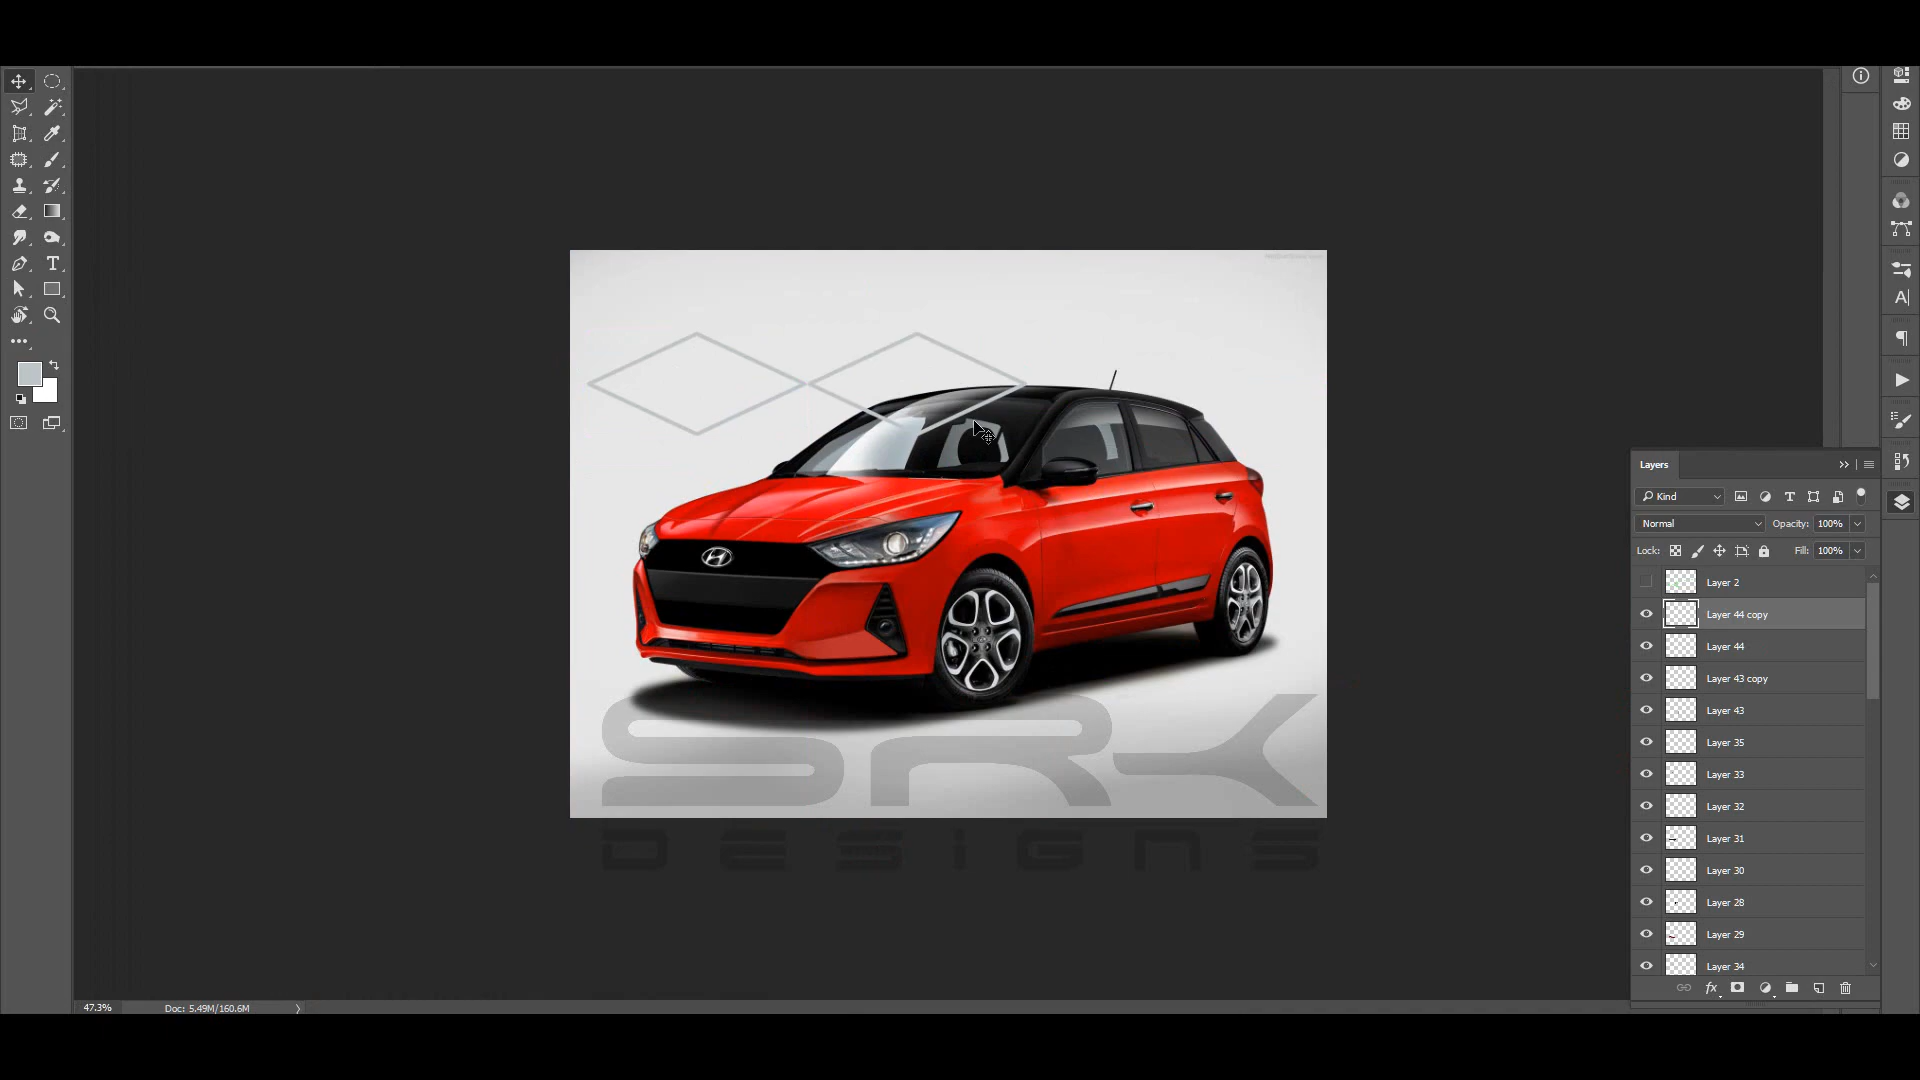 Layers
Kind
Normal
Opacity: 100%
Lock:
Fill: 100%
Layer 2
Layer 44 copy
Layer 44
Layer 43 copy
Layer 43
Layer 35
Layer 33
Layer 32
Layer 31
Layer 30
Layer 28
Layer 29
Layer 34
fx
SRK
DESIGNS
47.3%
Doc: 5.49M/160.6M